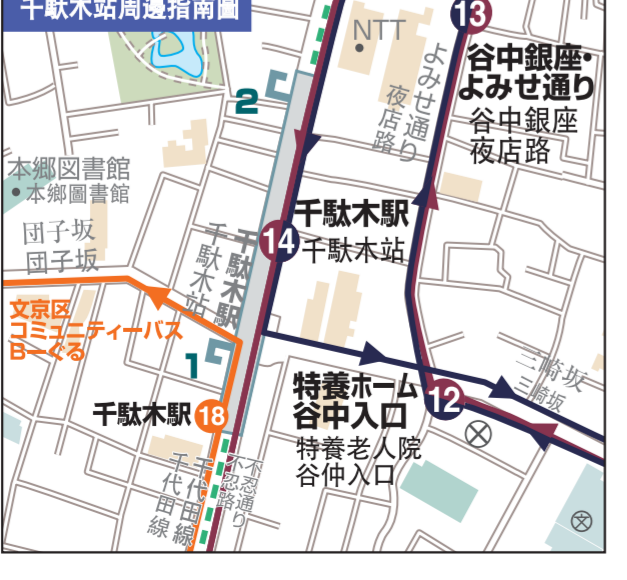 千駄木站周邊指南圖
13
NTT
よみせ通り
夜店路
谷中銀座・
よみせ通り
谷中銀座
夜店路
2
本郷図書館
本鄉圖書館
団子坂
団子坂
千駄木駅
千駄木站
14
千駄木駅
千駄木站
文京区
コミュニティーバス
B-ぐる
1
三崎坂
三崎坂
特養ホーム
谷中入口
12
特養老人院
谷仲入口
千駄木駅
18
千代田線
千代田線
不忍通り
不忍路